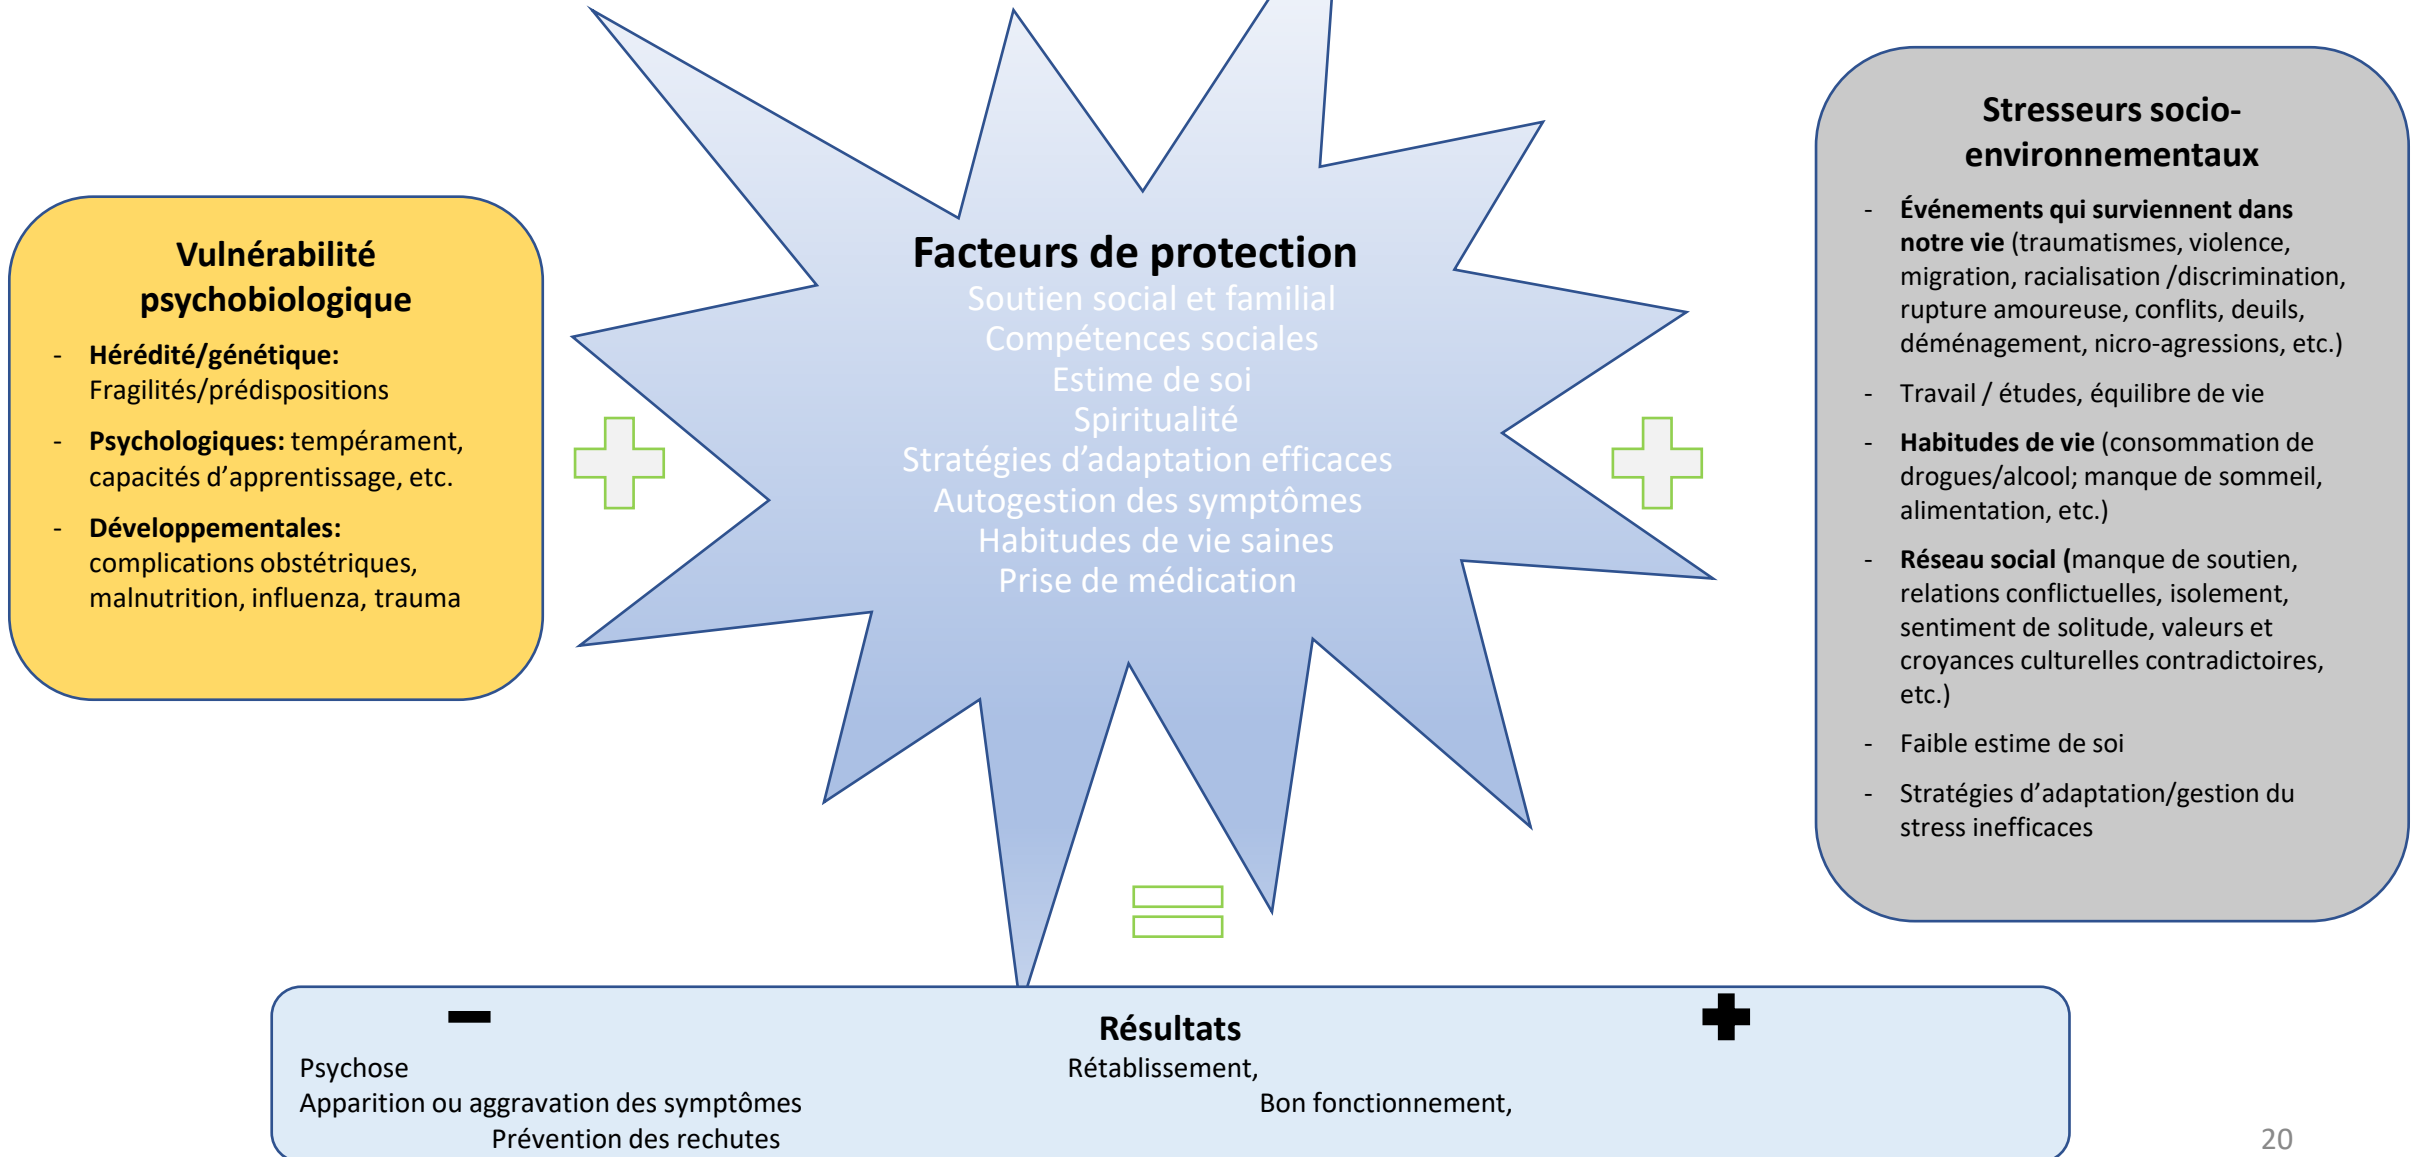 Vulnérabilité
psychobiologique
- Hérédité/génétique:
Fragilités/prédispositions
- Psychologiques: tempérament,
capacités d’apprentissage, etc.
- Développementales:
complications obstétriques,
malnutrition, influenza, trauma
Facteurs de protection
Soutien social et familial
Compétences sociales
Estime de soi
Spiritualité
Stratégies d’adaptation efficaces
Autogestion des symptômes
Habitudes de vie saines
Prise de médication
Stresseurs socio-
environnementaux
- Événements qui surviennent dans
notre vie (traumatismes, violence,
migration, racialisation /discrimination,
rupture amoureuse, conflits, deuils,
déménagement, nicro-agressions, etc.)
- Travail / études, équilibre de vie
- Habitudes de vie (consommation de
drogues/alcool; manque de sommeil,
alimentation, etc.)
- Réseau social (manque de soutien,
relations conflictuelles, isolement,
sentiment de solitude, valeurs et
croyances culturelles contradictoires,
etc.)
- Faible estime de soi
- Stratégies d’adaptation/gestion du
stress inefficaces
Résultats
Psychose Rétablissement,
Apparition ou aggravation des symptômes Bon fonctionnement,
Prévention des rechutes
20